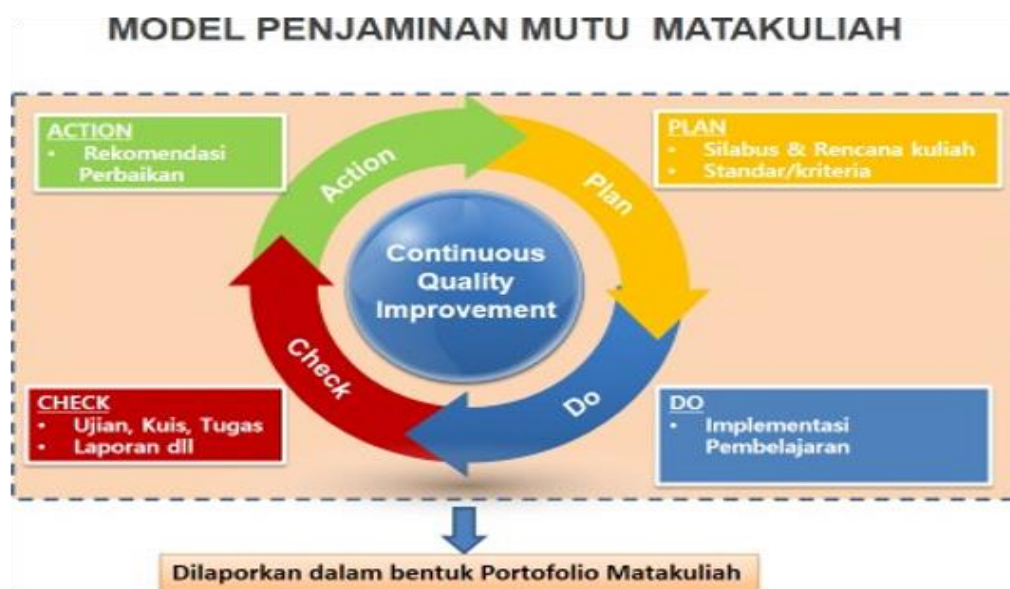 MODEL PENJAMINAN MUTU MATAKULIAH
ACTION
• Rekomendasi
Perbaikan
PLAN
• Silabus & Rencana kuliah
• Standar/kriteria
Action
Plan
Continuous
Quality
Improvement
Check
Do
CHECK
• Ujian, Kuis, Tugas
• Laporan dll
DO
• Implementasi
Pembelajaran
Dilaporkan dalam bentuk Portofolio Matakuliah